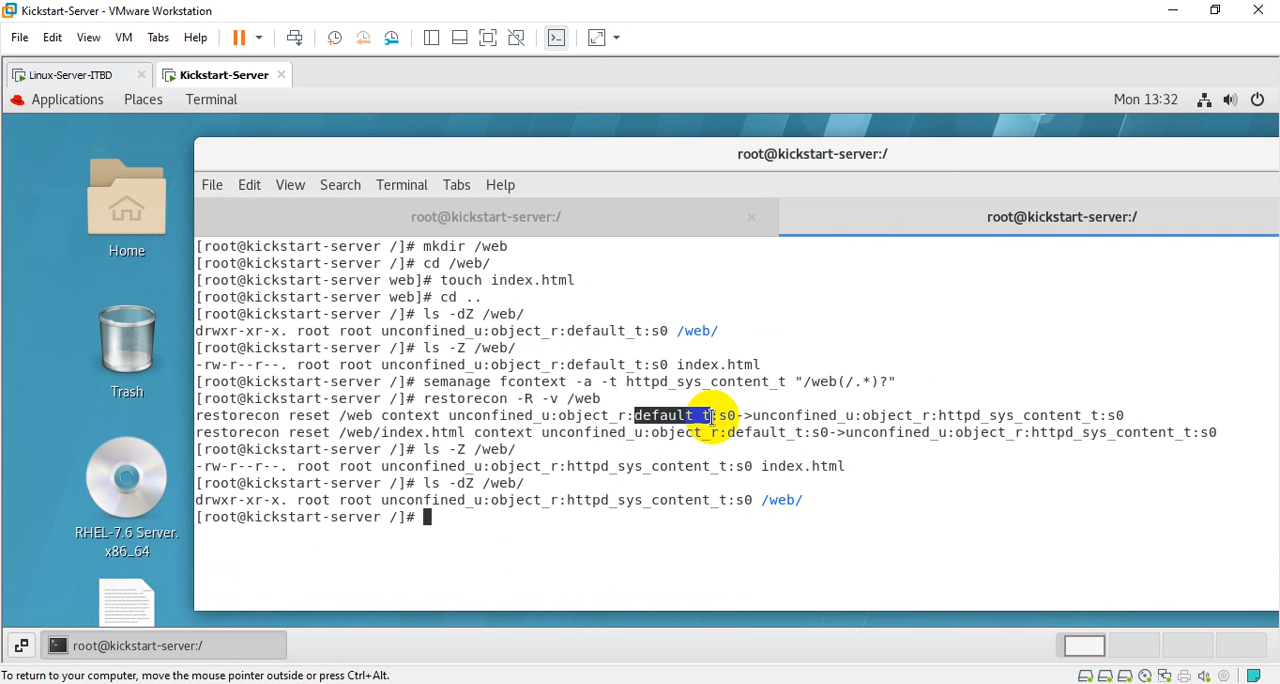 Kickstart-Server - VMware Workstation
File Edit View VM Tabs Help
Linux-Server-ITBD Kickstart-Server
Applications Places Terminal Mon 13:32
root@kickstart-server:/
File Edit View Search Terminal Tabs Help
root@kickstart-server:/ root@kickstart-server:/
[root@kickstart-server /]# mkdir /web
[root@kickstart-server /]# cd /web/
[root@kickstart-server web]# touch index.html
[root@kickstart-server web]# cd ..
[root@kickstart-server /]# ls -dZ /web/
drwxr-xr-x. root root unconfined_u:object_r:default_t:s0 /web/
[root@kickstart-server /]# ls -Z /web/
-rw-r--r--. root root unconfined_u:object_r:default_t:s0 index.html
[root@kickstart-server /]# semanage fcontext -a -t httpd_sys_content_t "/web(/.*)?"
[root@kickstart-server /]# restorecon -R -v /web
restorecon reset /web context unconfined_u:object_r:default_t:s0->unconfined_u:object_r:httpd_sys_content_t:s0
restorecon reset /web/index.html context unconfined_u:object_r:default_t:s0->unconfined_u:object_r:httpd_sys_content_t:s0
[root@kickstart-server /]# ls -Z /web/
-rw-r--r--. root root unconfined_u:object_r:httpd_sys_content_t:s0 index.html
[root@kickstart-server /]# ls -dZ /web/
drwxr-xr-x. root root unconfined_u:object_r:httpd_sys_content_t:s0 /web/
[root@kickstart-server /]#
Home
Trash
RHEL-7.6 Server.
x86_64
root@kickstart-server:/
To return to your computer, move the mouse pointer outside or press Ctrl+Alt.